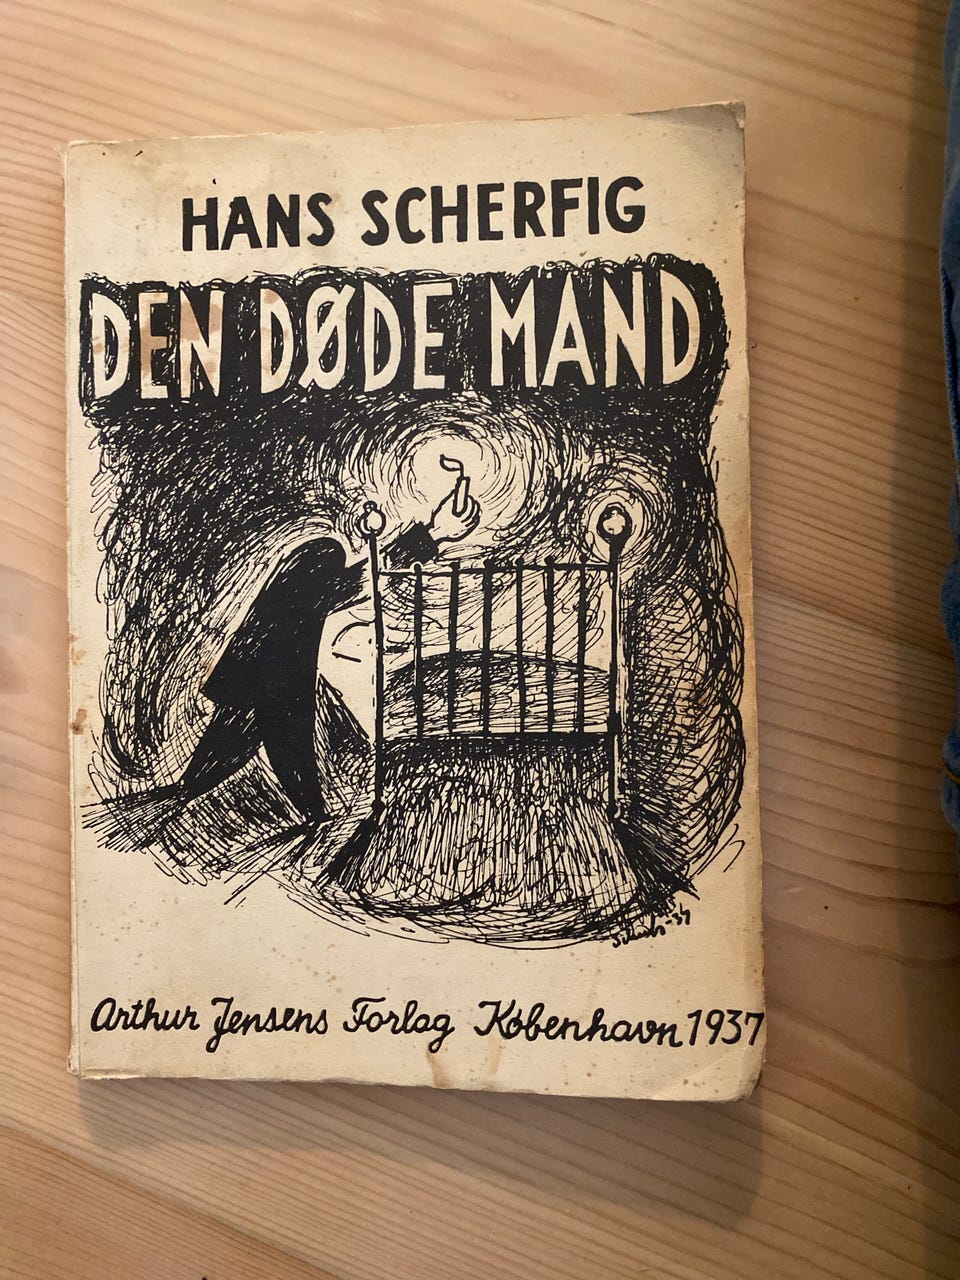 HANS SCHERFIG
DEN DØDE MAND
Arthur Jensens Forlag København 1937